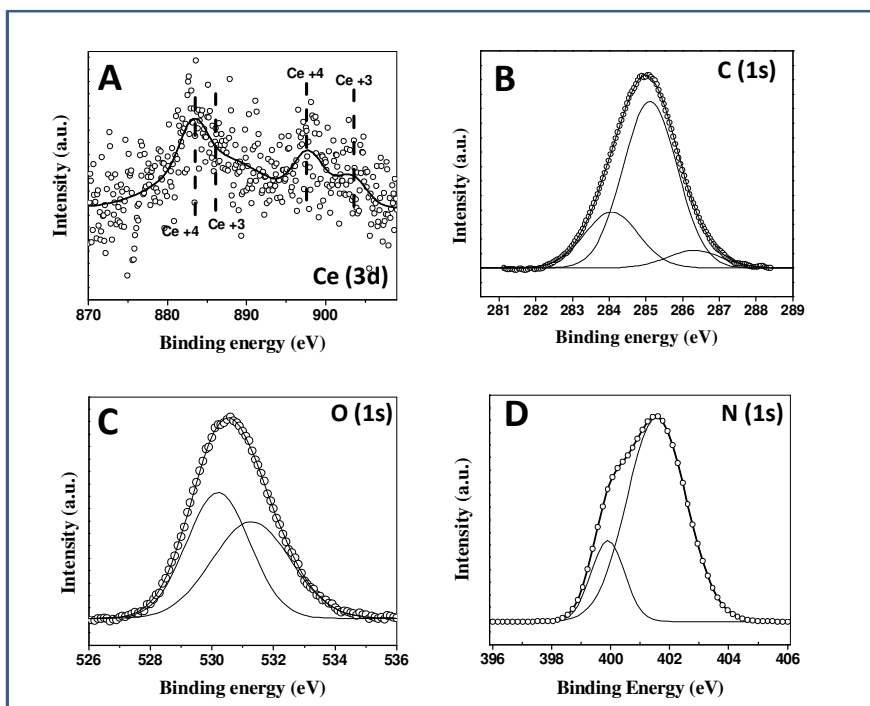 A
Ce +4
Ce +3
Ce +4
Ce +3
Ce (3d)
Intensity (a.u.)
870
880
890
900
Binding energy (eV)
B
C (1s)
Intensity (a.u.)
281 282 283 284 285 286 287 288 289
Binding energy (eV)
C
O (1s)
Intensity (a.u.)
526 528 530 532 534 536
Binding energy (eV)
D
N (1s)
Intensity (a.u.)
396 398 400 402 404 406
Binding Energy (eV)